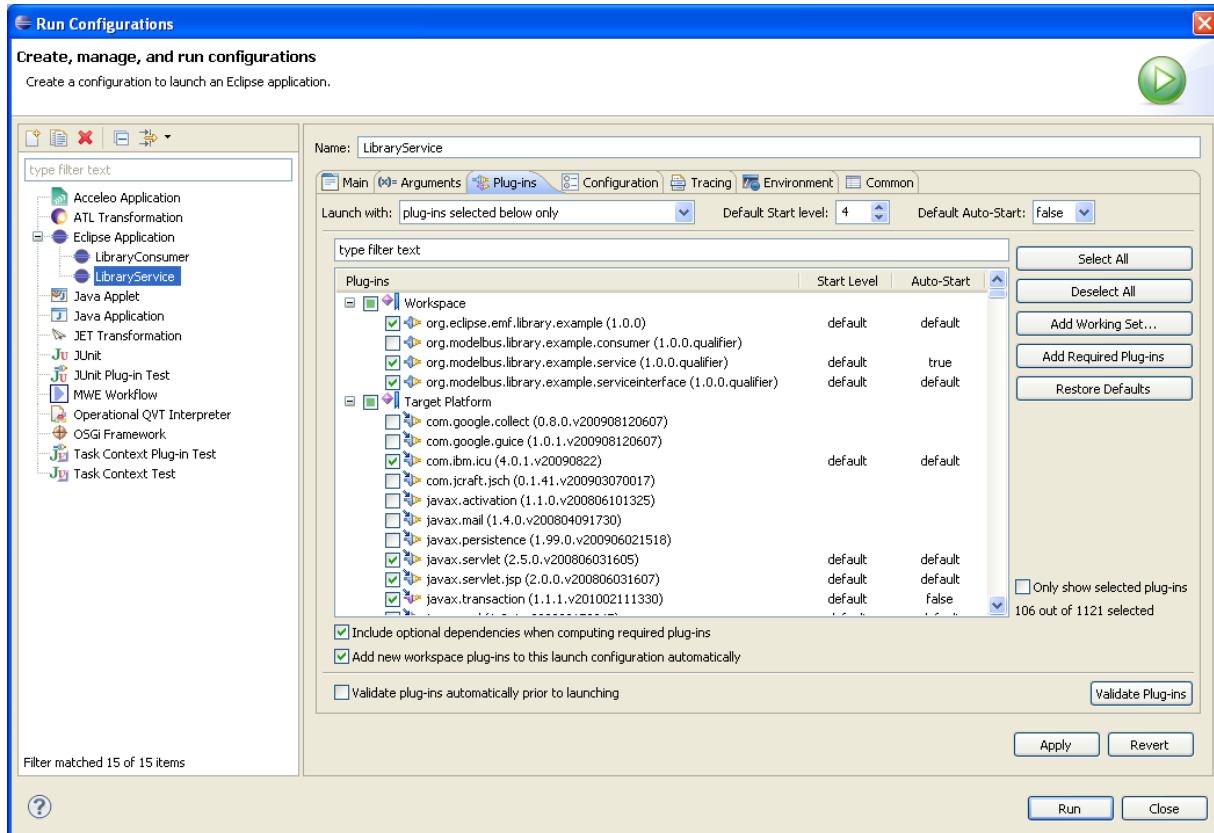 Run Configurations
Create, manage, and run configurations
Create a configuration to launch an Eclipse application.
type filter text
Acceleo Application
ATL Transformation
Eclipse Application
LibraryConsumer
LibraryService
Java Applet
Java Application
JET Transformation
JUnit
JUnit Plug-in Test
MWE Workflow
Operational QVT Interpreter
OSGi Framework
Task Context Plug-in Test
Task Context Test
Filter matched 15 of 15 items
Name: LibraryService
Main (x)= Arguments Plug-ins Configuration Tracing Environment Common
Launch with: plug-ins selected below only Default Start level: 4 Default Auto-Start: false
type filter text
Plug-ins Start Level Auto-Start
Workspace
org.eclipse.emf.library.example (1.0.0) default default
org.modelbus.library.example.consumer (1.0.0.qualifier)
org.modelbus.library.example.service (1.0.0.qualifier) default true
org.modelbus.library.example.serviceinterface (1.0.0.qualifier) default default
Target Platform
com.google.collect (0.8.0.v200908120607)
com.google.guice (1.0.1.v200908120607)
com.ibm.icu (4.0.1.v20090822) default default
com.jcraft.jsch (0.1.41.v200903070017)
javax.activation (1.1.0.v200806101325)
javax.mail (1.4.0.v200804091730)
javax.persistence (1.99.0.v200906021518)
javax.servlet (2.5.0.v200806031605) default default
javax.servlet.jsp (2.0.0.v200806031607) default default
javax.transaction (1.1.1.v201002111330) default false
Select All
Deselect All
Add Working Set...
Add Required Plug-ins
Restore Defaults
Only show selected plug-ins
106 out of 1121 selected
Include optional dependencies when computing required plug-ins
Add new workspace plug-ins to this launch configuration automatically
Validate plug-ins automatically prior to launching Validate Plug-ins
Apply Revert
? Run Close